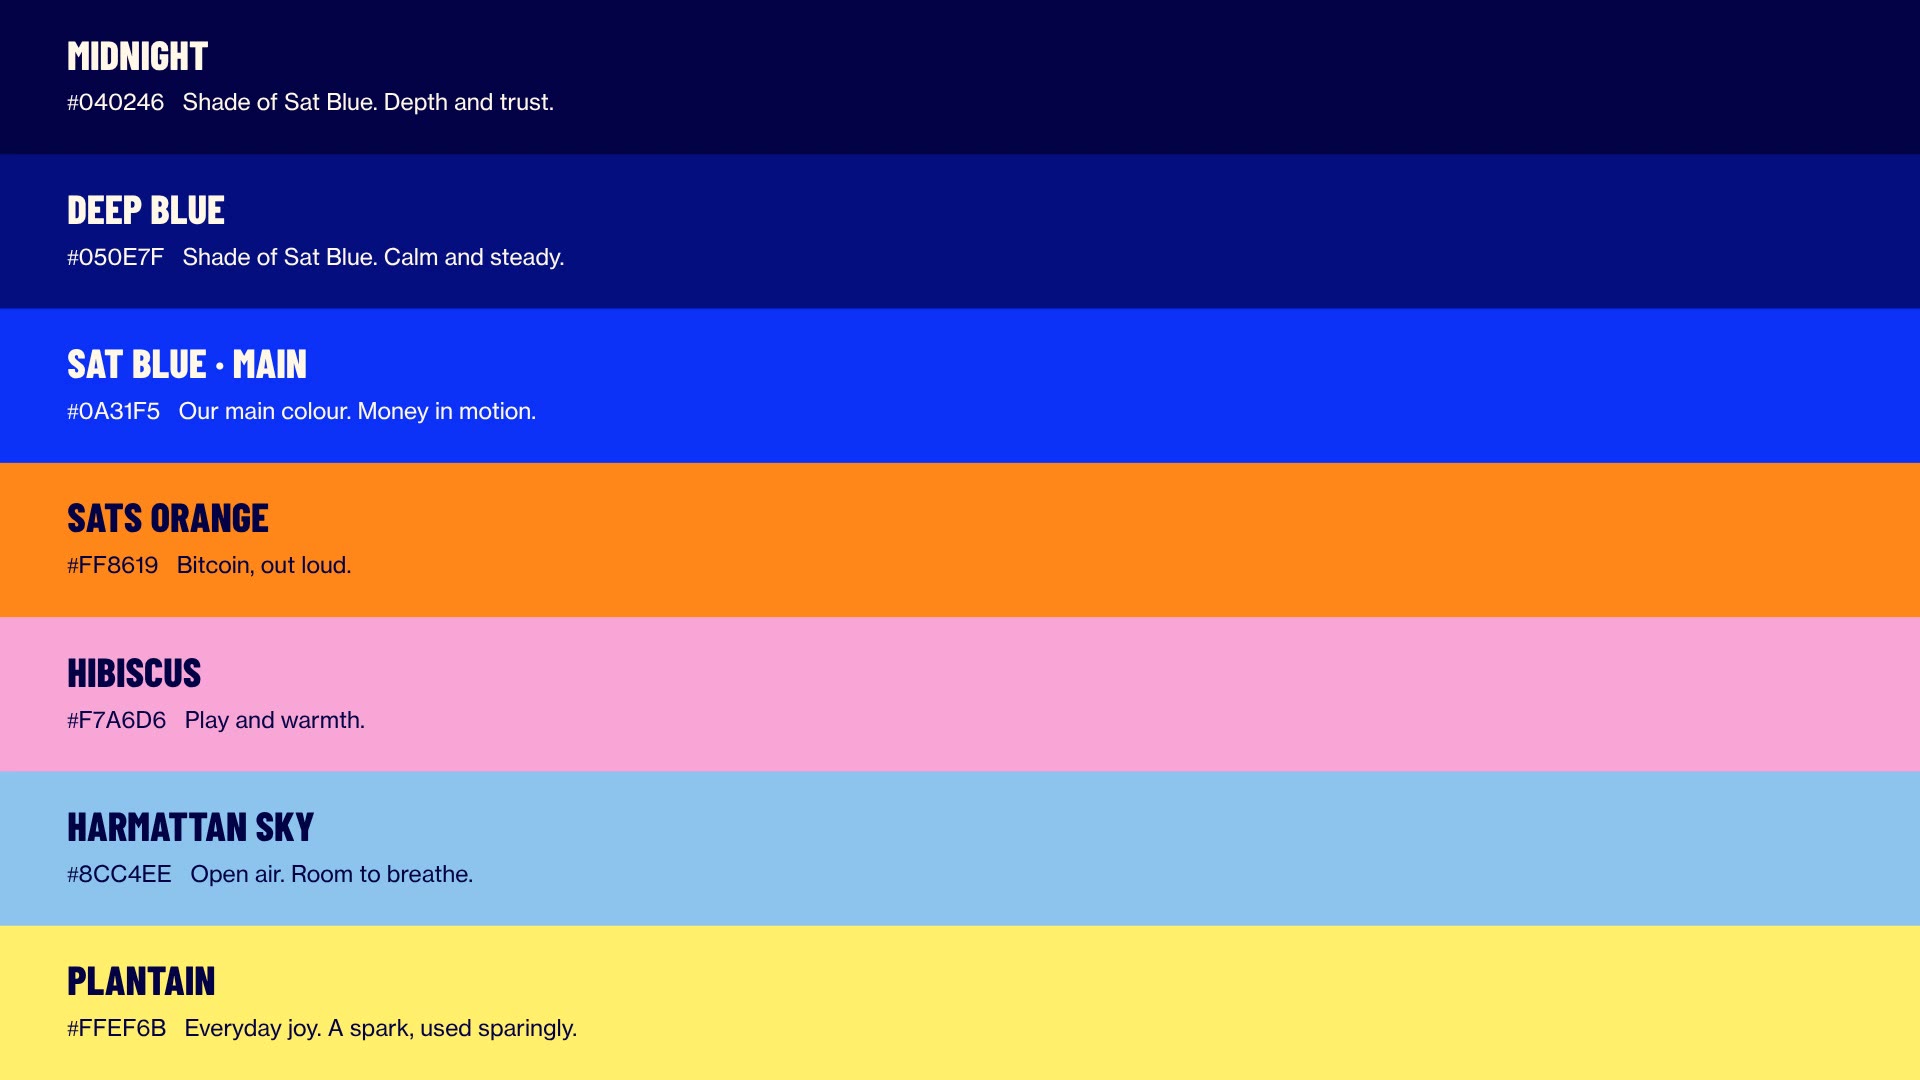 MIDNIGHT
#040246 Shade of Sat Blue. Depth and trust.
DEEP BLUE
#050E7F Shade of Sat Blue. Calm and steady.
SAT BLUE · MAIN
#0A31F5 Our main colour. Money in motion.
SATS ORANGE
#FF8619 Bitcoin, out loud.
HIBISCUS
#F7A6D6 Play and warmth.
HARMATTAN SKY
#8CC4EE Open air. Room to breathe.
PLANTAIN
#FFEF6B Everyday joy. A spark, used sparingly.